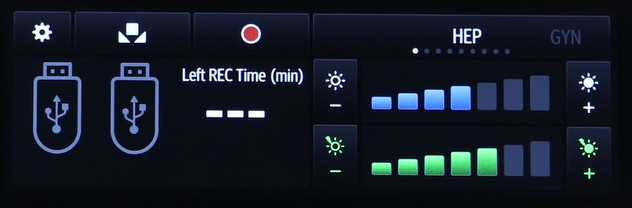 HEP GYN
Left REC Time (min)
---
− +
− +